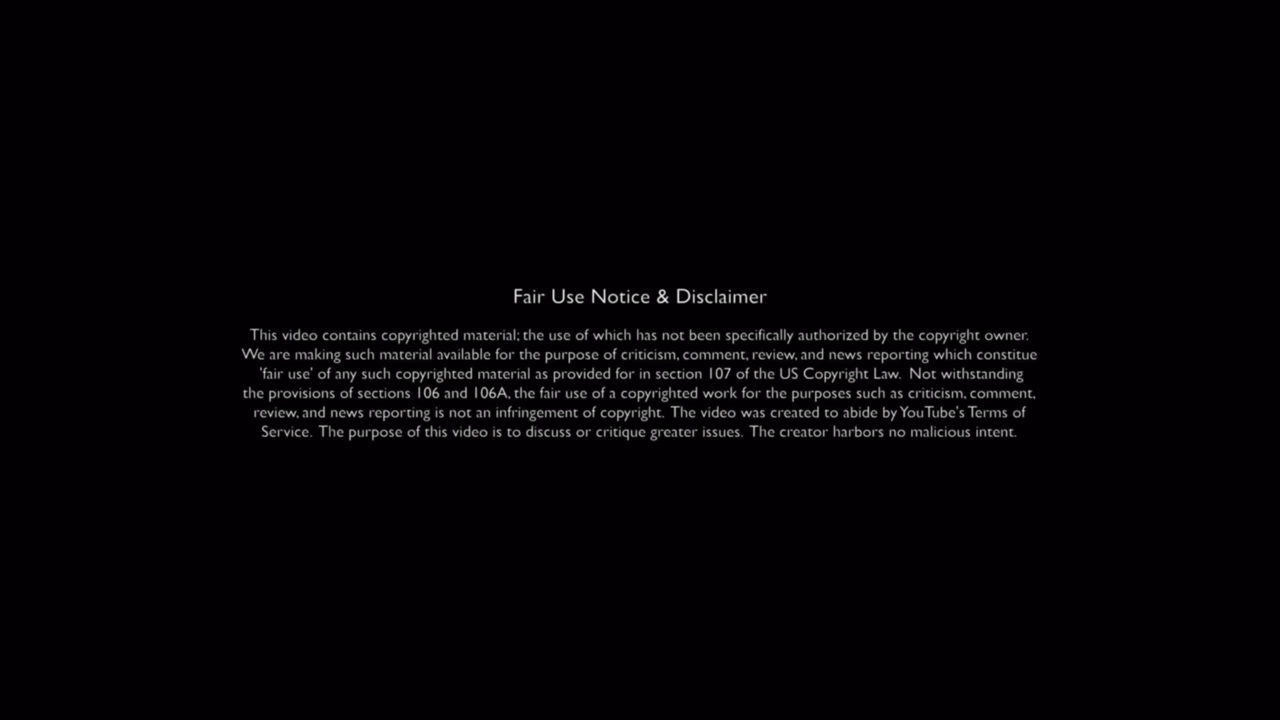 Fair Use Notice & Disclaimer
This video contains copyrighted material; the use of which has not been specifically authorized by the copyright owner.
We are making such material available for the purpose of criticism, comment, review, and news reporting which constitue
'fair use' of any such copyrighted material as provided for in section 107 of the US Copyright Law. Not withstanding
the provisions of sections 106 and 106A, the fair use of a copyrighted work for the purposes such as criticism, comment,
review, and news reporting is not an infringement of copyright. The video was created to abide by YouTube's Terms of
Service. The purpose of this video is to discuss or critique greater issues. The creator harbors no malicious intent.